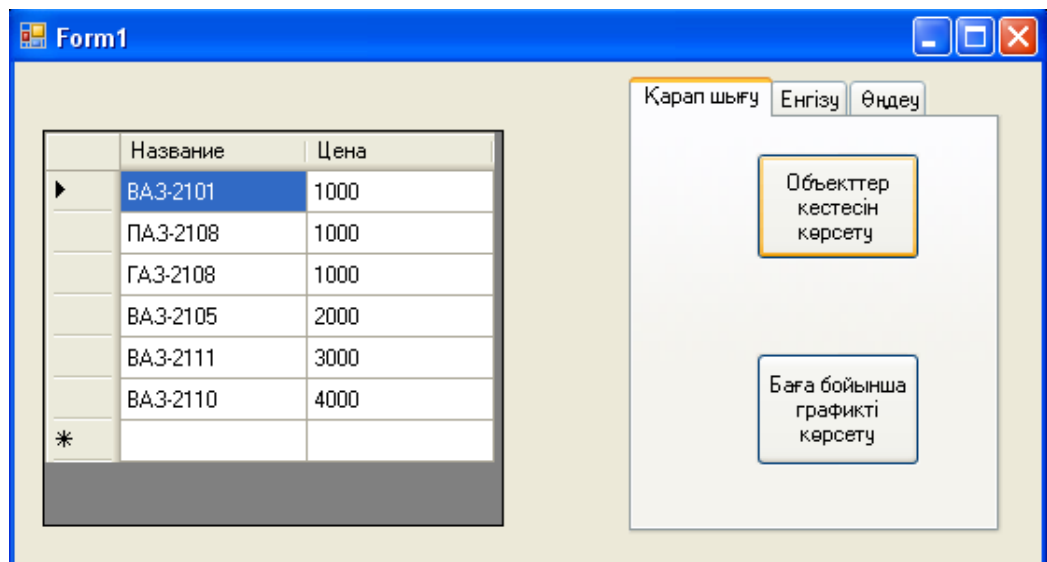 Form1
Қарап шығу Енгізу Өңдеу
Название Цена
ВАЗ-2101 1000
ПАЗ-2108 1000
ГАЗ-2108 1000
ВАЗ-2105 2000
ВАЗ-2111 3000
ВАЗ-2110 4000
Объекттер
кестесін
көрсету
Баға бойынша
графикті
көрсету